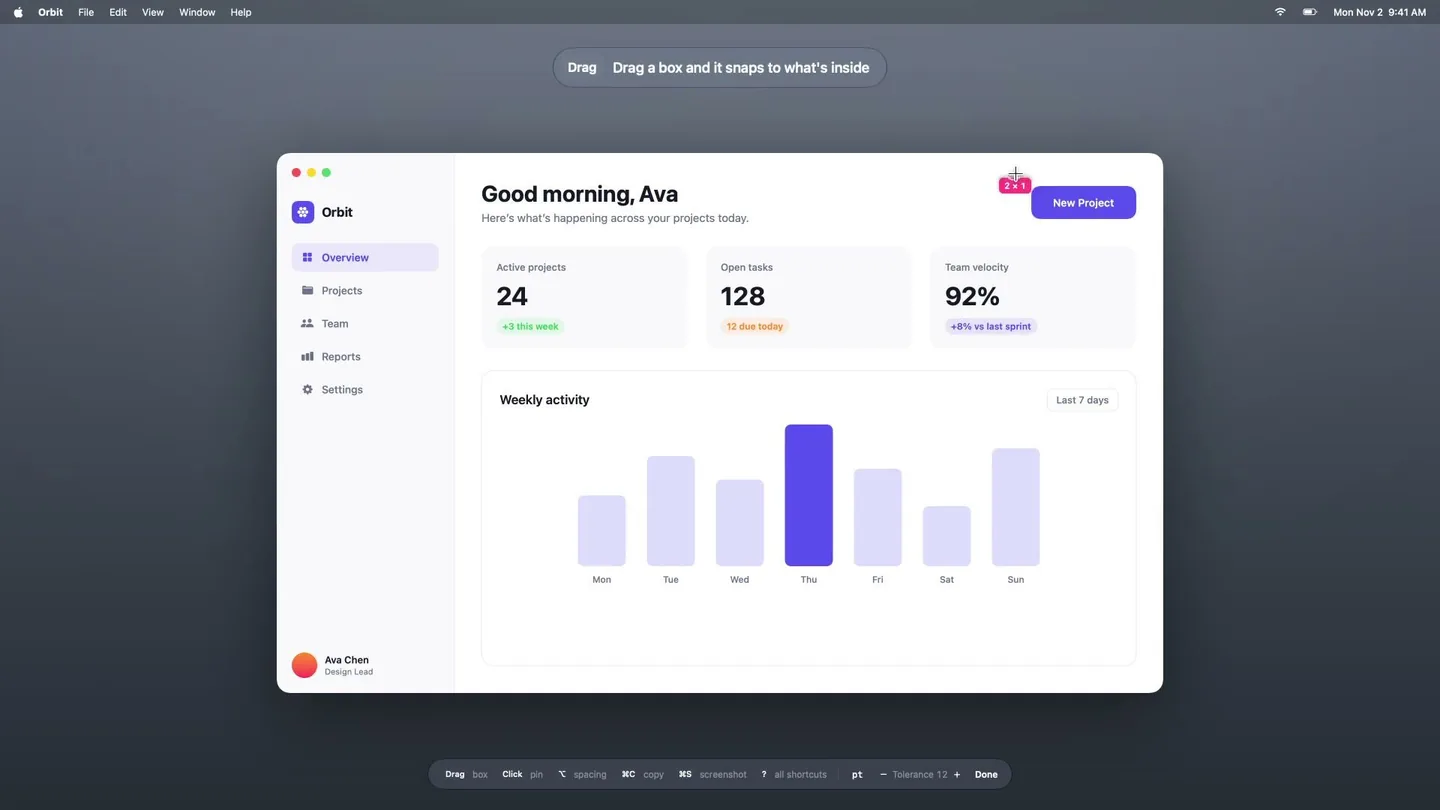 Orbit File Edit View Window Help Mon Nov 2 9:41 AM
Drag Drag a box and it snaps to what's inside
2 × 1
Orbit
Overview
Projects
Team
Reports
Settings
Ava Chen
Design Lead
Good morning, Ava
Here's what's happening across your projects today.
New Project
Active projects
24
+3 this week
Open tasks
128
12 due today
Team velocity
92%
+8% vs last sprint
Weekly activity
Last 7 days
Mon Tue Wed Thu Fri Sat Sun
Drag box Click pin ⌥ spacing ⌘C copy ⌘S screenshot ? all shortcuts pt − Tolerance 12 + Done